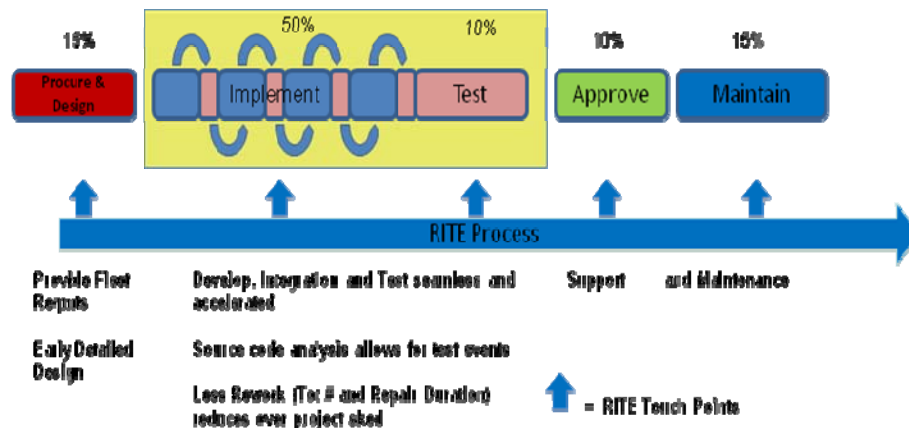 15%
50%
10%
10%
15%
Procure &
Design
Implement
Test
Approve
Maintain
RITE Process
Provide Fleet
Rqmts
Early Detailed
Design
Develop, Integration and Test seamless and
accelerated
Source code analysis allows for test events
Less Rework (Tot # and Repair Duration)
reduces over project sked
Support and Maintenance
= RITE Touch Points